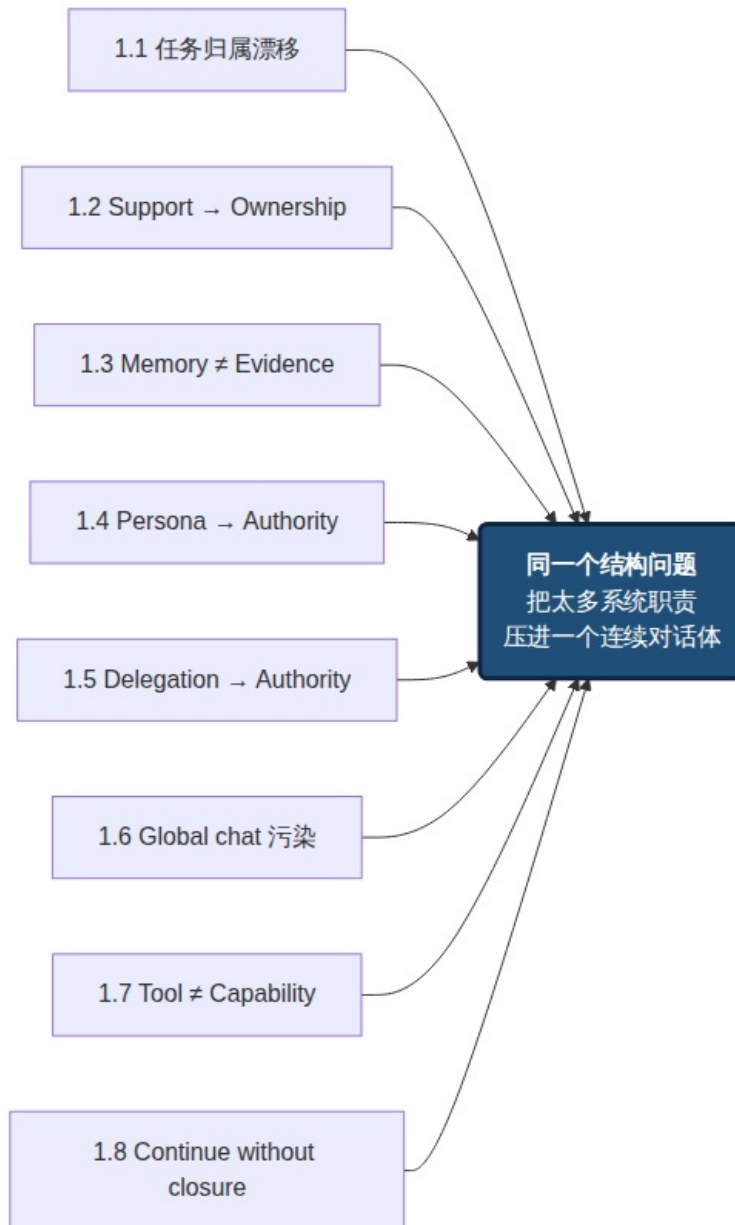 1.1 任务归属漂移
1.2 Support → Ownership
1.3 Memory ≠ Evidence
1.4 Persona → Authority
同一个结构问题
把太多系统职责
压进一个连续对话体
1.5 Delegation → Authority
1.6 Global chat 污染
1.7 Tool ≠ Capability
1.8 Continue without
closure